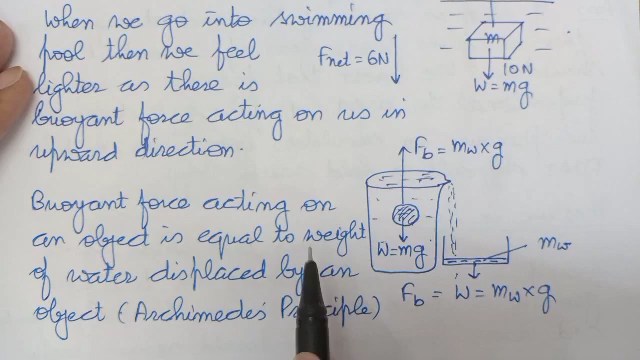 When we go into swimming
pool then we feel
lighter as there is
buoyant force acting on us in
upward direction.
Fnet = 6N
m
10N
W = mg
Buoyant force acting on
an object is equal to weight
of water displaced by an
object (Archimedes Principle)
Fb = mw × g
W = mg
mw
Fb = W = mw × g